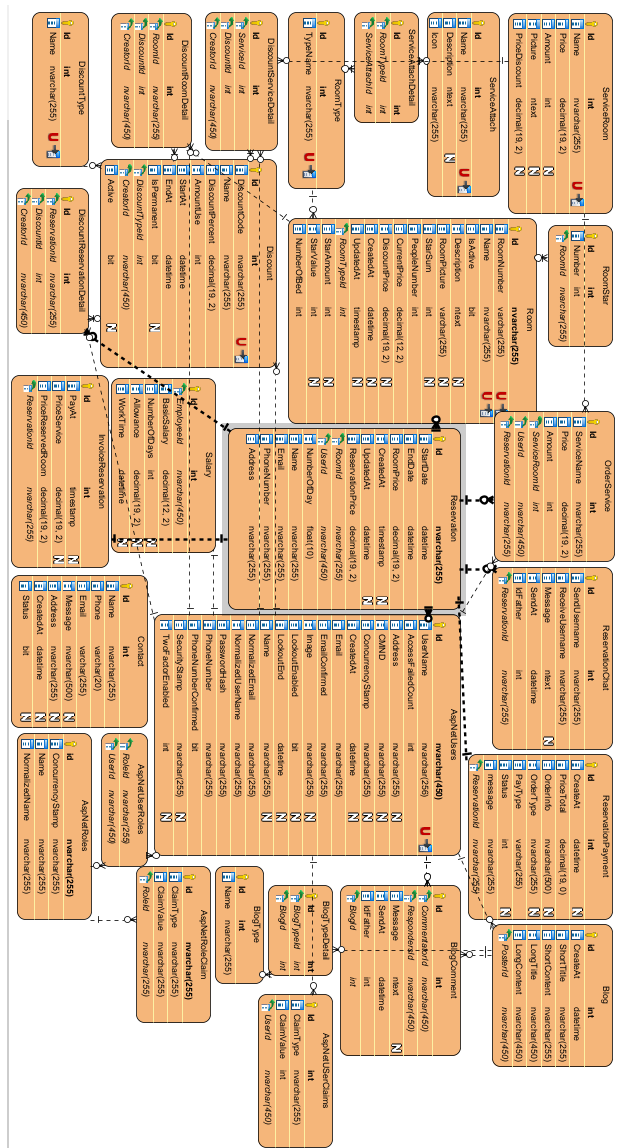 ServiceRoom
Id int
Name nvarchar(255) U
Price decimal(19, 2)
Amount int N
Picture ntext N
PriceDiscount decimal(19, 2) N
RoomStar
Id int
Number int
RoomId nvarchar(255)
OrderService
Id int
ServiceName nvarchar(255)
Price decimal(19, 2)
Amount int
ServiceRoomId int
UserId nvarchar(450)
ReservationId nvarchar(255)
ReservationChat
Id int
SendUsername nvarchar(255)
ReceiveUsername nvarchar(255)
Message ntext N
SendAt datetime
IdFather int
ReservationId nvarchar(255)
ReservationPayment
Id int
CreateAt datetime N
PriceTotal decimal(19, 0)
OrderInfo nvarchar(500) N
OrderType nvarchar(255) N
PayType varchar(255)
Status int
message nvarchar(255) N
ReservationId nvarchar(255)
Blog
Id int
CreateAt datetime
ShortTitle nvarchar(255)
ShortContent nvarchar(255)
LongTitle nvarchar(450)
LongContent nvarchar(450)
PosterId nvarchar(450)
ServiceAttach
Id int
Name nvarchar(255) U
Description ntext N
Icon nvarchar(255)
ServiceAttachDetail
Id int
RoomTypeId int
ServiceAttachId int
RoomType
Id int
TypeName nvarchar(255) U
Room
Id nvarchar(255)
RoomNumber varchar(255) U
Name nvarchar(255) U
IsActive bit
Description ntext N
RoomPicture varchar(255) N
StarSum int N
PeopleNumber int
CurrentPrice decimal(12, 2)
DiscountPrice decimal(19, 2) N
CreatedAt datetime N
UpdatedAt timestamp N
RoomTypeId int
StarAmount int N
StarValue int N
NumberOfBed int
Reservation
Id nvarchar(255)
StartDate datetime
EndDate datetime
RoomPrice decimal(19, 2)
CreatedAt timestamp N
UpdatedAt datetime N
ReservationPrice decimal(19, 2)
RoomId nvarchar(255)
UserId nvarchar(450)
NumberOfDay float(10)
Name nvarchar(255)
Email nvarchar(255)
PhoneNumber nvarchar(255)
Address nvarchar(255)
AspNetUsers
Id nvarchar(450)
UserName nvarchar(256) U
AccessFailedCount int
Address nvarchar(255) N
CMND nvarchar(255) N
ConcurrencyStamp nvarchar(255) N
CreatedAt datetime N
Email nvarchar(255)
EmailConfirmed bit
Image nvarchar(255) N
LockoutEnabled bit
LockoutEnd datetime N
Name nvarchar(255) N
NormalizedEmail nvarchar(255)
NormalizedUserName nvarchar(255)
PasswordHash nvarchar(255) N
PhoneNumber nvarchar(255) N
PhoneNumberConfirmed bit
SecurityStamp nvarchar(255) N
TwoFactorEnabled int N
BlogComment
Id int
CommentatorId nvarchar(450)
RespondersId nvarchar(450)
Message ntext N
SendAt datetime
IdFather int
BlogId int
DiscountServiceDetail
Id int
ServiceId int
DiscountId int
CreatorId nvarchar(450)
DiscountRoomDetail
Id int
RoomId nvarchar(255)
DiscountId int
CreatorId nvarchar(450)
DiscountType
Id int
Name nvarchar(255) U
Discount
Id int
DiscountCode nvarchar(255) U
Name nvarchar(255)
DiscountPercent decimal(19, 2)
AmountUse int
StartAt datetime
EndAt datetime
IsPermanent bit N
DiscountTypeId int
CreatorId nvarchar(450)
Active bit N
DiscountReservationDetail
Id int
ReservationId nvarchar(255)
DiscountId int
CreatorId nvarchar(450)
Salary
Id int
EmployeeId nvarchar(450)
BasicSalary decimal(12, 2)
NumberOfDays int N
Allowance decimal(19, 2) N
WorkTime datetime N
InvoiceReservation
Id int
PayAt timestamp N
PriceService decimal(19, 2) N
PriceReservedRoom decimal(19, 2)
ReservationId nvarchar(255)
Contact
Id int
Name nvarchar(255)
Phone varchar(20)
Email varchar(255)
Message nvarchar(500) N
Address nvarchar(255) N
CreatedAt datetime N
Status bit N
AspNetUserRoles
RoleId nvarchar(255)
UserId nvarchar(450)
AspNetRoles
Id nvarchar(255)
ConcurrencyStamp nvarchar(255) N
Name nvarchar(255) N
NormalizedName nvarchar(255) N
AspNetRoleClaim
Id nvarchar(255)
ClaimType nvarchar(255) N
ClaimValue nvarchar(255) N
RoleId nvarchar(255)
BlogType
Id int
Name nvarchar(255)
BlogTypeDetail
Id int
BlogTypeId int
BlogId int
AspNetUSerClaims
Id int
ClaimType nvarchar(255)
ClaimValue int
UserId nvarchar(450)